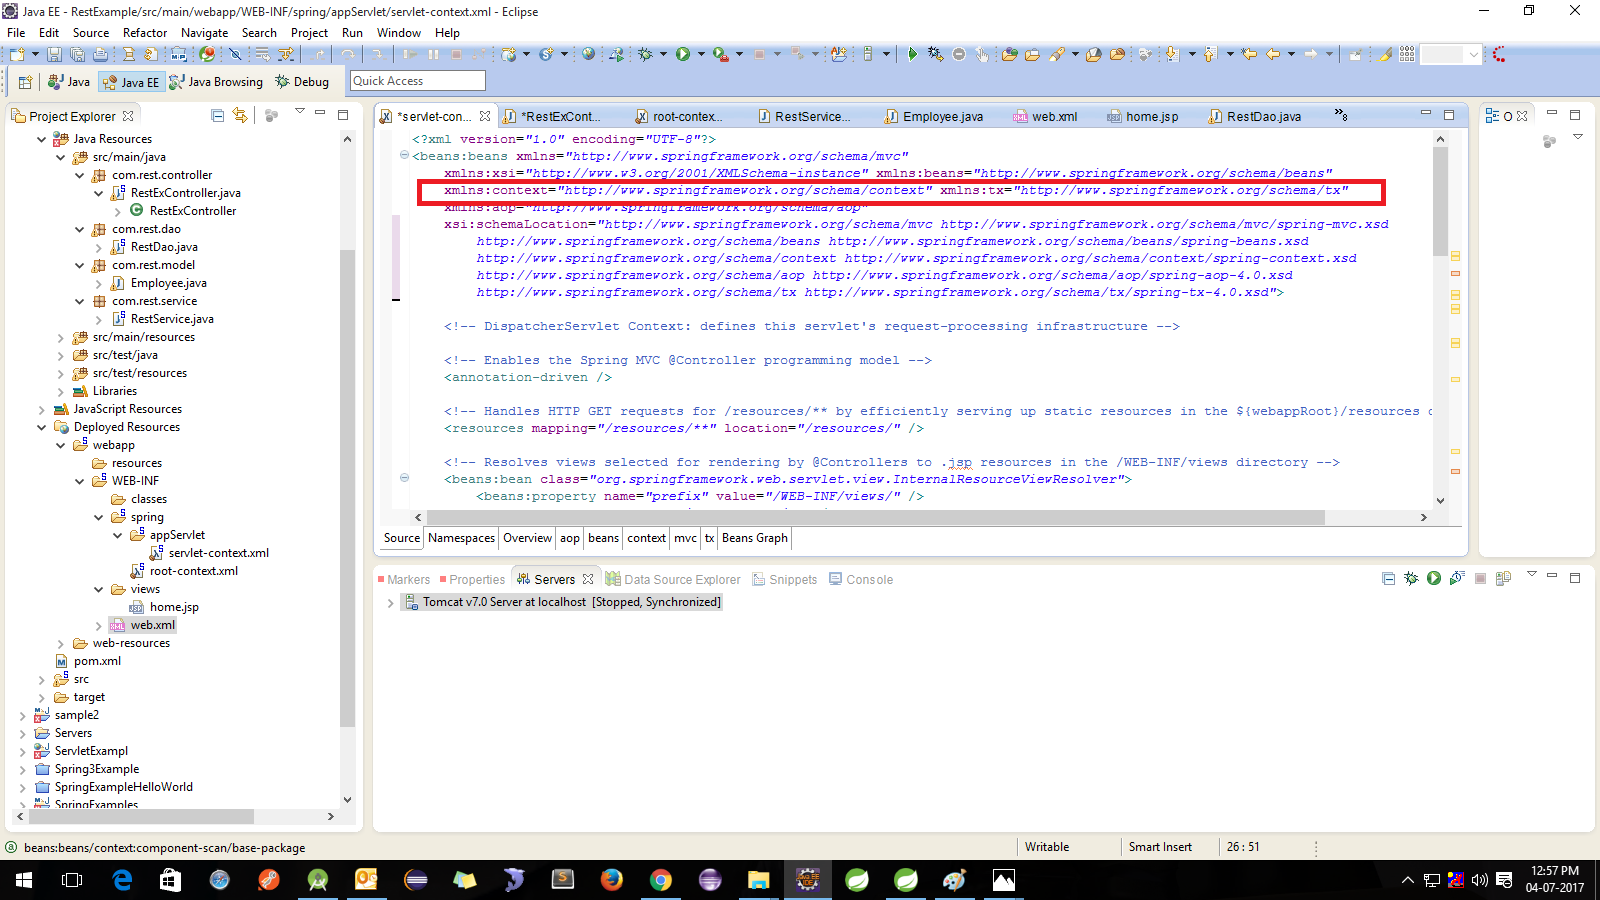 Java EE - RestExample/src/main/webapp/WEB-INF/spring/appServlet/servlet-context.xml - Eclipse
File Edit Source Refactor Navigate Search Project Run Window Help
Java Java EE Java Browsing Debug Quick Access
Project Explorer
Java Resources
src/main/java
com.rest.controller
RestExController.java
RestExController
com.rest.dao
RestDao.java
com.rest.model
Employee.java
com.rest.service
RestService.java
src/main/resources
src/test/java
src/test/resources
Libraries
JavaScript Resources
Deployed Resources
webapp
resources
WEB-INF
classes
spring
appServlet
servlet-context.xml
root-context.xml
views
home.jsp
web.xml
web-resources
pom.xml
src
target
sample2
Servers
ServletExampl
Spring3Example
SpringExampleHelloWorld
SpringExamples
*servlet-con... *RestExCont... root-contex... RestService... Employee.java web.xml home.jsp RestDao.java »8
<?xml version="1.0" encoding="UTF-8"?>
<beans:beans xmlns="http://www.springframework.org/schema/mvc"
xmlns:xsi="http://www.w3.org/2001/XMLSchema-instance" xmlns:beans="http://www.springframework.org/schema/beans"
xmlns:context="http://www.springframework.org/schema/context" xmlns:tx="http://www.springframework.org/schema/tx"
xmlns:aop="http://www.springframework.org/schema/aop"
xsi:schemaLocation="http://www.springframework.org/schema/mvc http://www.springframework.org/schema/mvc/spring-mvc.xsd
http://www.springframework.org/schema/beans http://www.springframework.org/schema/beans/spring-beans.xsd
http://www.springframework.org/schema/context http://www.springframework.org/schema/context/spring-context.xsd
http://www.springframework.org/schema/aop http://www.springframework.org/schema/aop/spring-aop-4.0.xsd
http://www.springframework.org/schema/tx http://www.springframework.org/schema/tx/spring-tx-4.0.xsd">
<!-- DispatcherServlet Context: defines this servlet's request-processing infrastructure -->
<!-- Enables the Spring MVC @Controller programming model -->
<annotation-driven />
<!-- Handles HTTP GET requests for /resources/** by efficiently serving up static resources in the ${webappRoot}/resources
<resources mapping="/resources/**" location="/resources/" />
<!-- Resolves views selected for rendering by @Controllers to .jsp resources in the /WEB-INF/views directory -->
<beans:bean class="org.springframework.web.servlet.view.InternalResourceViewResolver">
<beans:property name="prefix" value="/WEB-INF/views/" />
Source Namespaces Overview aop beans context mvc tx Beans Graph
O
Markers Properties Servers Data Source Explorer Snippets Console
Tomcat v7.0 Server at localhost [Stopped, Synchronized]
beans:beans/context:component-scan/base-package
Writable Smart Insert 26 : 51
12:57 PM
04-07-2017